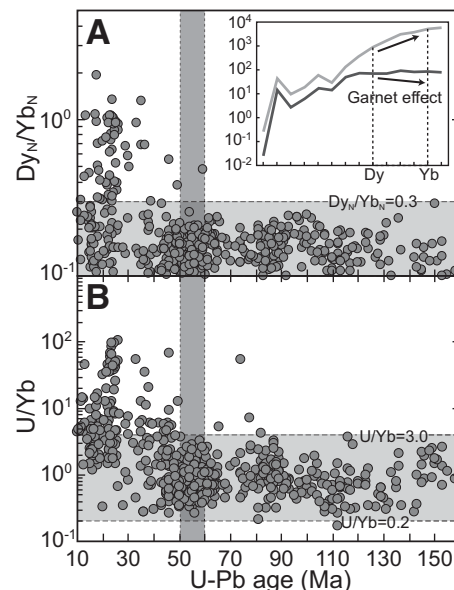 A
Dy_N/Yb_N
10^0
10^-1
10^4
10^3
10^2
10^1
10^0
10^-1
10^-2
Garnet effect
Dy
Yb
Dy_N/Yb_N=0.3
B
U/Yb
10^2
10^1
10^0
10^-1
U/Yb=3.0
U/Yb=0.2
10 30 50 70 90 110 130 150
U-Pb age (Ma)